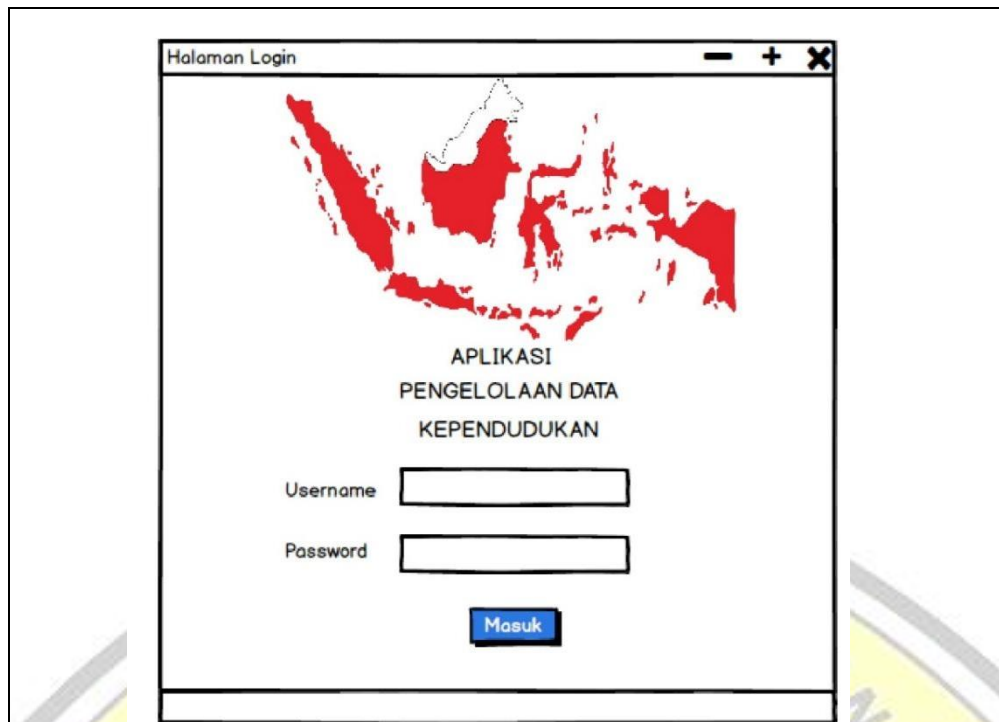 Halaman Login
APLIKASI
PENGELOLAAN DATA
KEPENDUDUKAN
Username
Password
Masuk